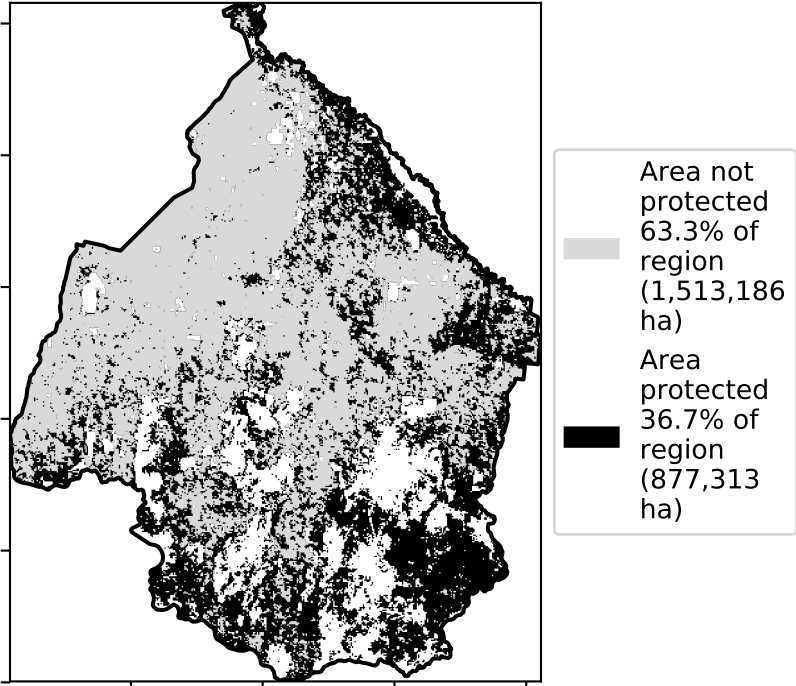 Area not
protected
63.3% of
region
(1,513,186
ha)
Area
protected
36.7% of
region
(877,313
ha)